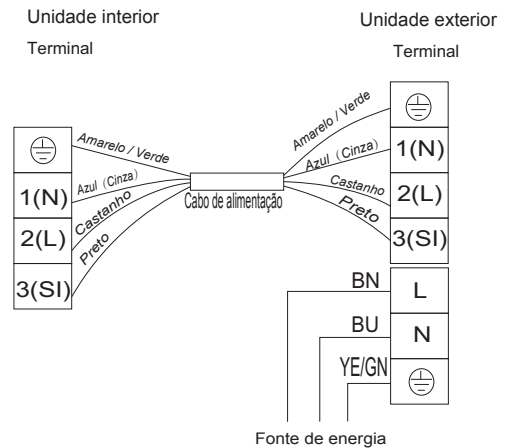 Unidade interior
Terminal
Unidade exterior
Terminal
Amarelo / Verde
1(N)
Azul (Cinza)
2(L)
Castanho
3(SI)
Preto
Cabo de alimentação
Amarelo / Verde
Azul (Cinza)
1(N)
Castanho
2(L)
Preto
3(SI)
BN
L
BU
N
YE/GN
Fonte de energia